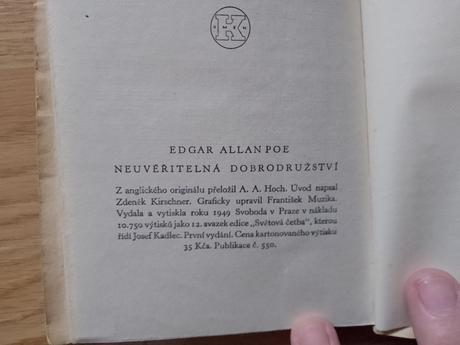 EDGAR ALLAN POE
NEUVĚŘITELNÁ DOBRODRUŽSTVÍ
Z anglického originálu přeložil A. A. Hoch. Úvod napsal
Zdeněk Kirschner. Graficky upravil František Muzika.
Vydala a vytiskla roku 1949 Svoboda v Praze v nákladu
10.750 výtisků jako 12. svazek edice „Světová četba", kterou
řídí Josef Kadlec. První vydání. Cena kartonovaného výtisku
35 Kčs. Publikace č. 550.